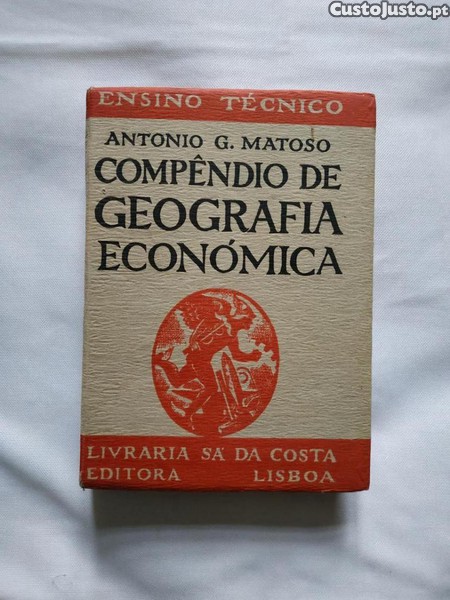 CustoJusto.pt
ENSINO TÉCNICO
ANTONIO G. MATOSO
COMPÊNDIO DE
GEOGRAFIA
ECONÓMICA
LIVRARIA SÁ DA COSTA
EDITORA LISBOA